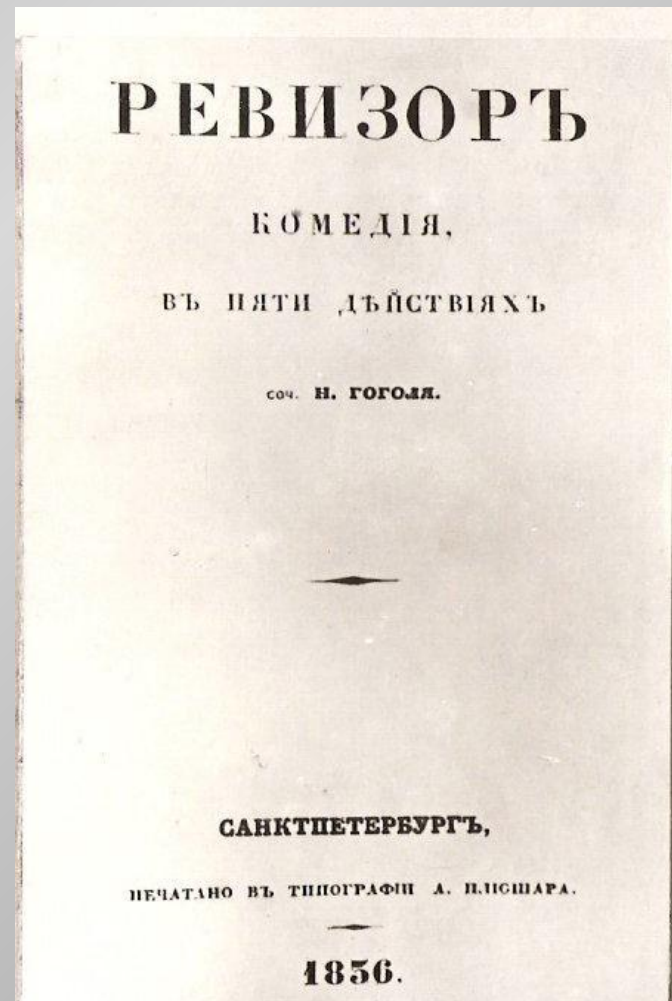 РЕВИЗОРЪ
КОМЕДІЯ,
ВЪ ПЯТИ ДѢЙСТВІЯХЪ
СОЧ. Н. ГОГОЛЯ.
САНКТПЕТЕРБУРГЪ,
ПЕЧАТАНО ВЪ ТИПОГРАФІИ А. ПЛЮШАРА.
1836.